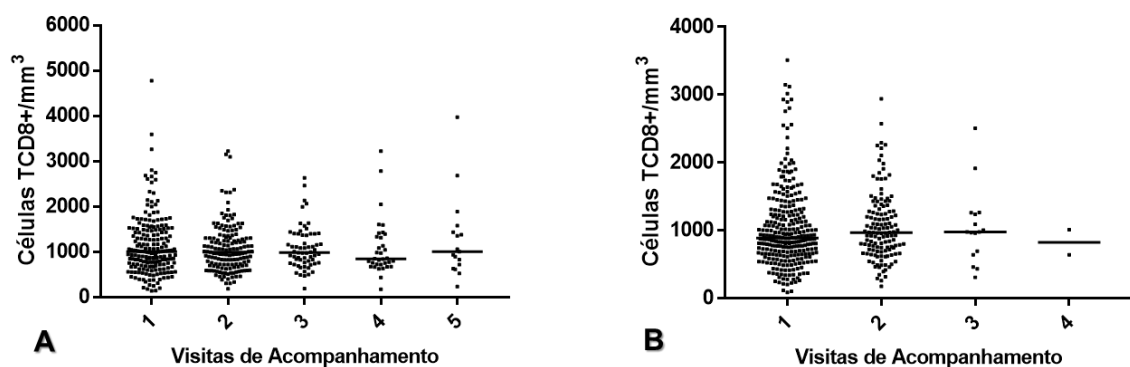 Células TCD8+/mm³
6000
5000
4000
3000
2000
1000
0
1 2 3 4 5
Visitas de Acompanhamento
A
Células TCD8+/mm³
4000
3000
2000
1000
0
1 2 3 4
Visitas de Acompanhamento
B